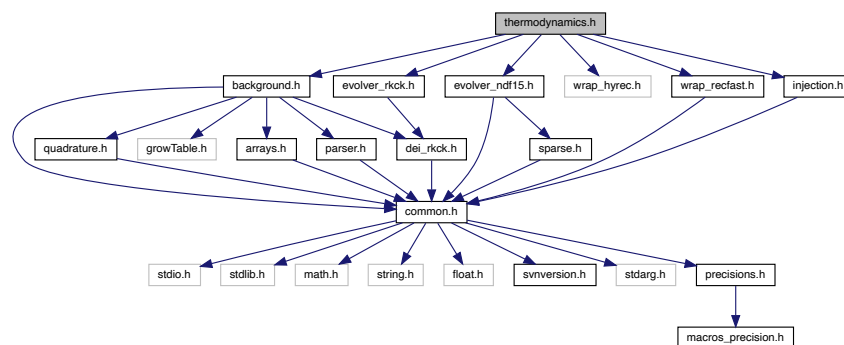 thermodynamics.h
background.h
evolver_rkck.h
evolver_ndf15.h
wrap_hyrec.h
wrap_recfast.h
injection.h
quadrature.h
growTable.h
arrays.h
parser.h
dei_rkck.h
sparse.h
common.h
stdio.h
stdlib.h
math.h
string.h
float.h
svnversion.h
stdarg.h
precisions.h
macros_precision.h